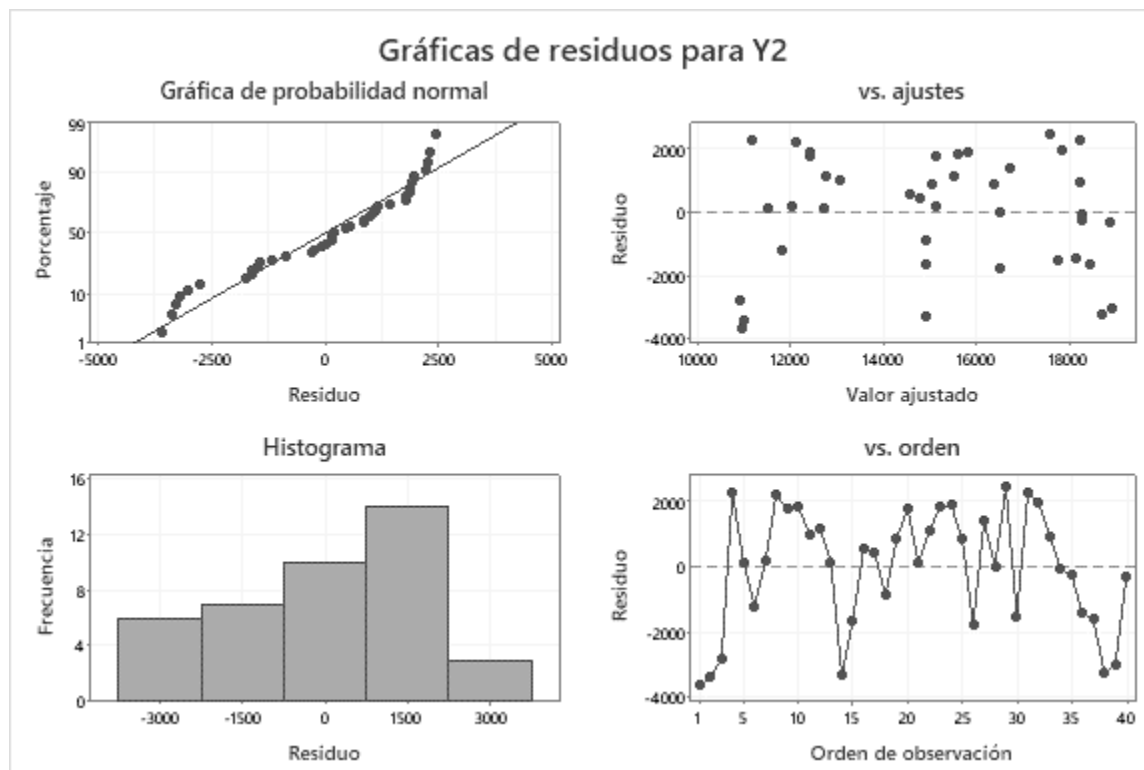 Gráficas de residuos para Y2
Gráfica de probabilidad normal
99
90
50
10
1
-5000 -2500 0 2500 5000
Porcentaje
Residuo
vs. ajustes
2000
0
-2000
-4000
10000 12000 14000 16000 18000
Residuo
Valor ajustado
Histograma
16
12
8
4
0
-3000 -1500 0 1500 3000
Frecuencia
Residuo
vs. orden
2000
0
-2000
-4000
1 5 10 15 20 25 30 35 40
Residuo
Orden de observación